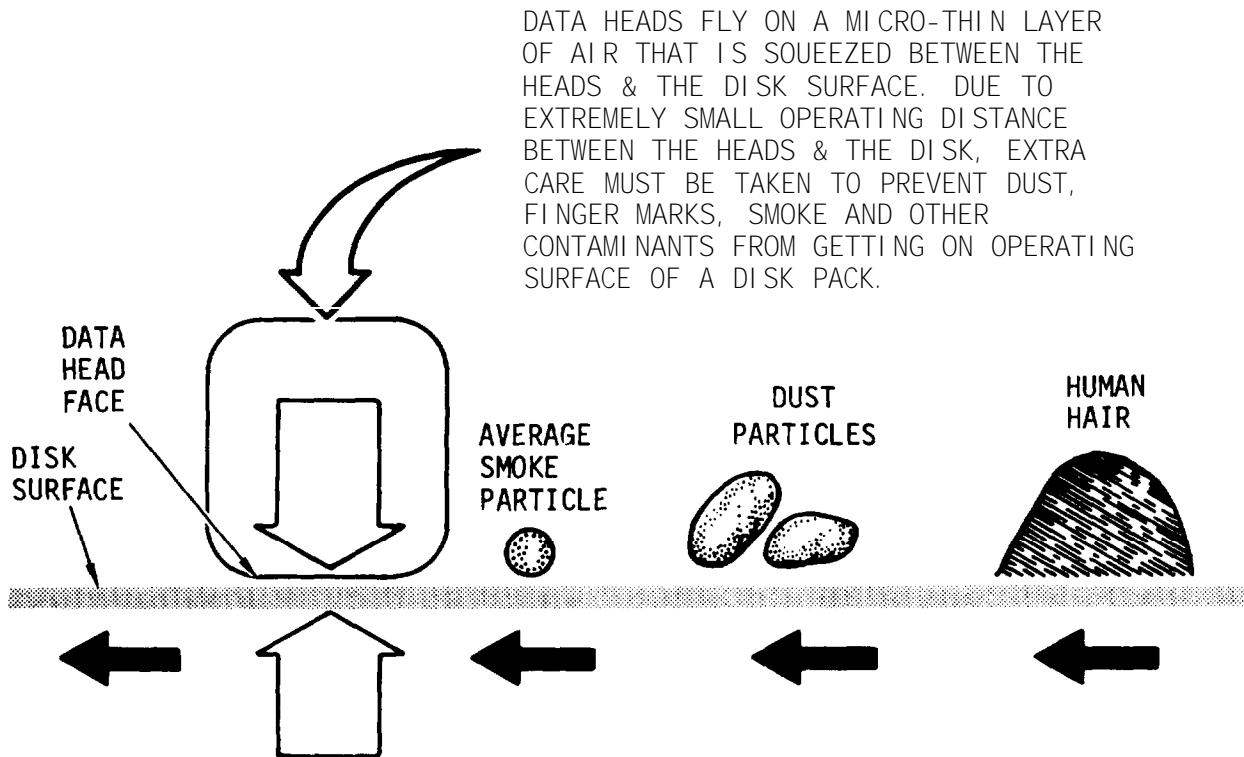 DATA HEADS FLY ON A MICRO-THIN LAYER
OF AIR THAT IS SQUEEZED BETWEEN THE
HEADS & THE DISK SURFACE. DUE TO
EXTREMELY SMALL OPERATING DISTANCE
BETWEEN THE HEADS & THE DISK, EXTRA
CARE MUST BE TAKEN TO PREVENT DUST,
FINGER MARKS, SMOKE AND OTHER
CONTAMINANTS FROM GETTING ON OPERATING
SURFACE OF A DISK PACK.
DATA
HEAD
FACE
DISK
SURFACE
AVERAGE
SMOKE
PARTICLE
DUST
PARTICLES
HUMAN
HAIR